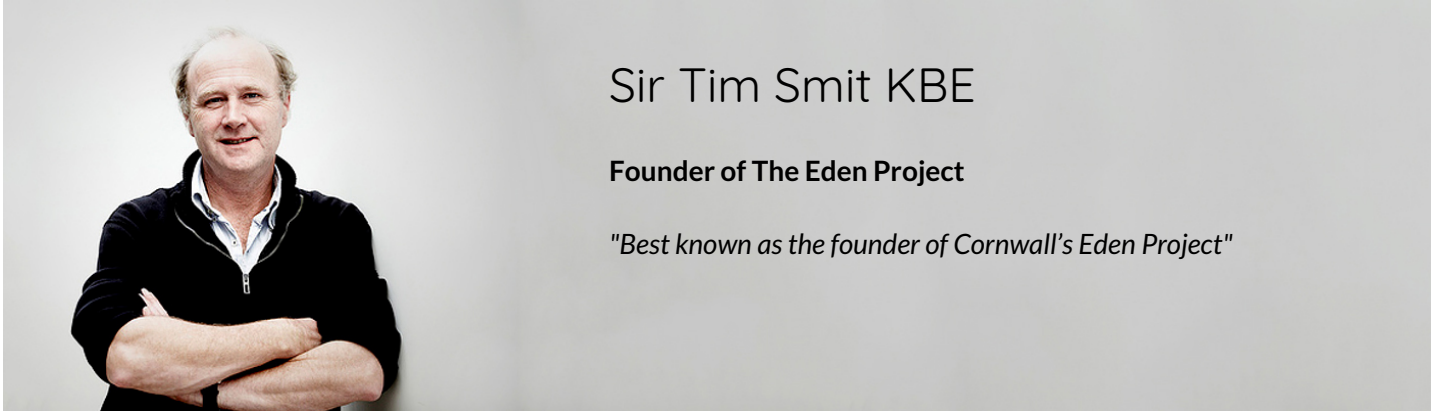 Sir Tim Smit KBE
Founder of The Eden Project
"Best known as the founder of Cornwall’s Eden Project"